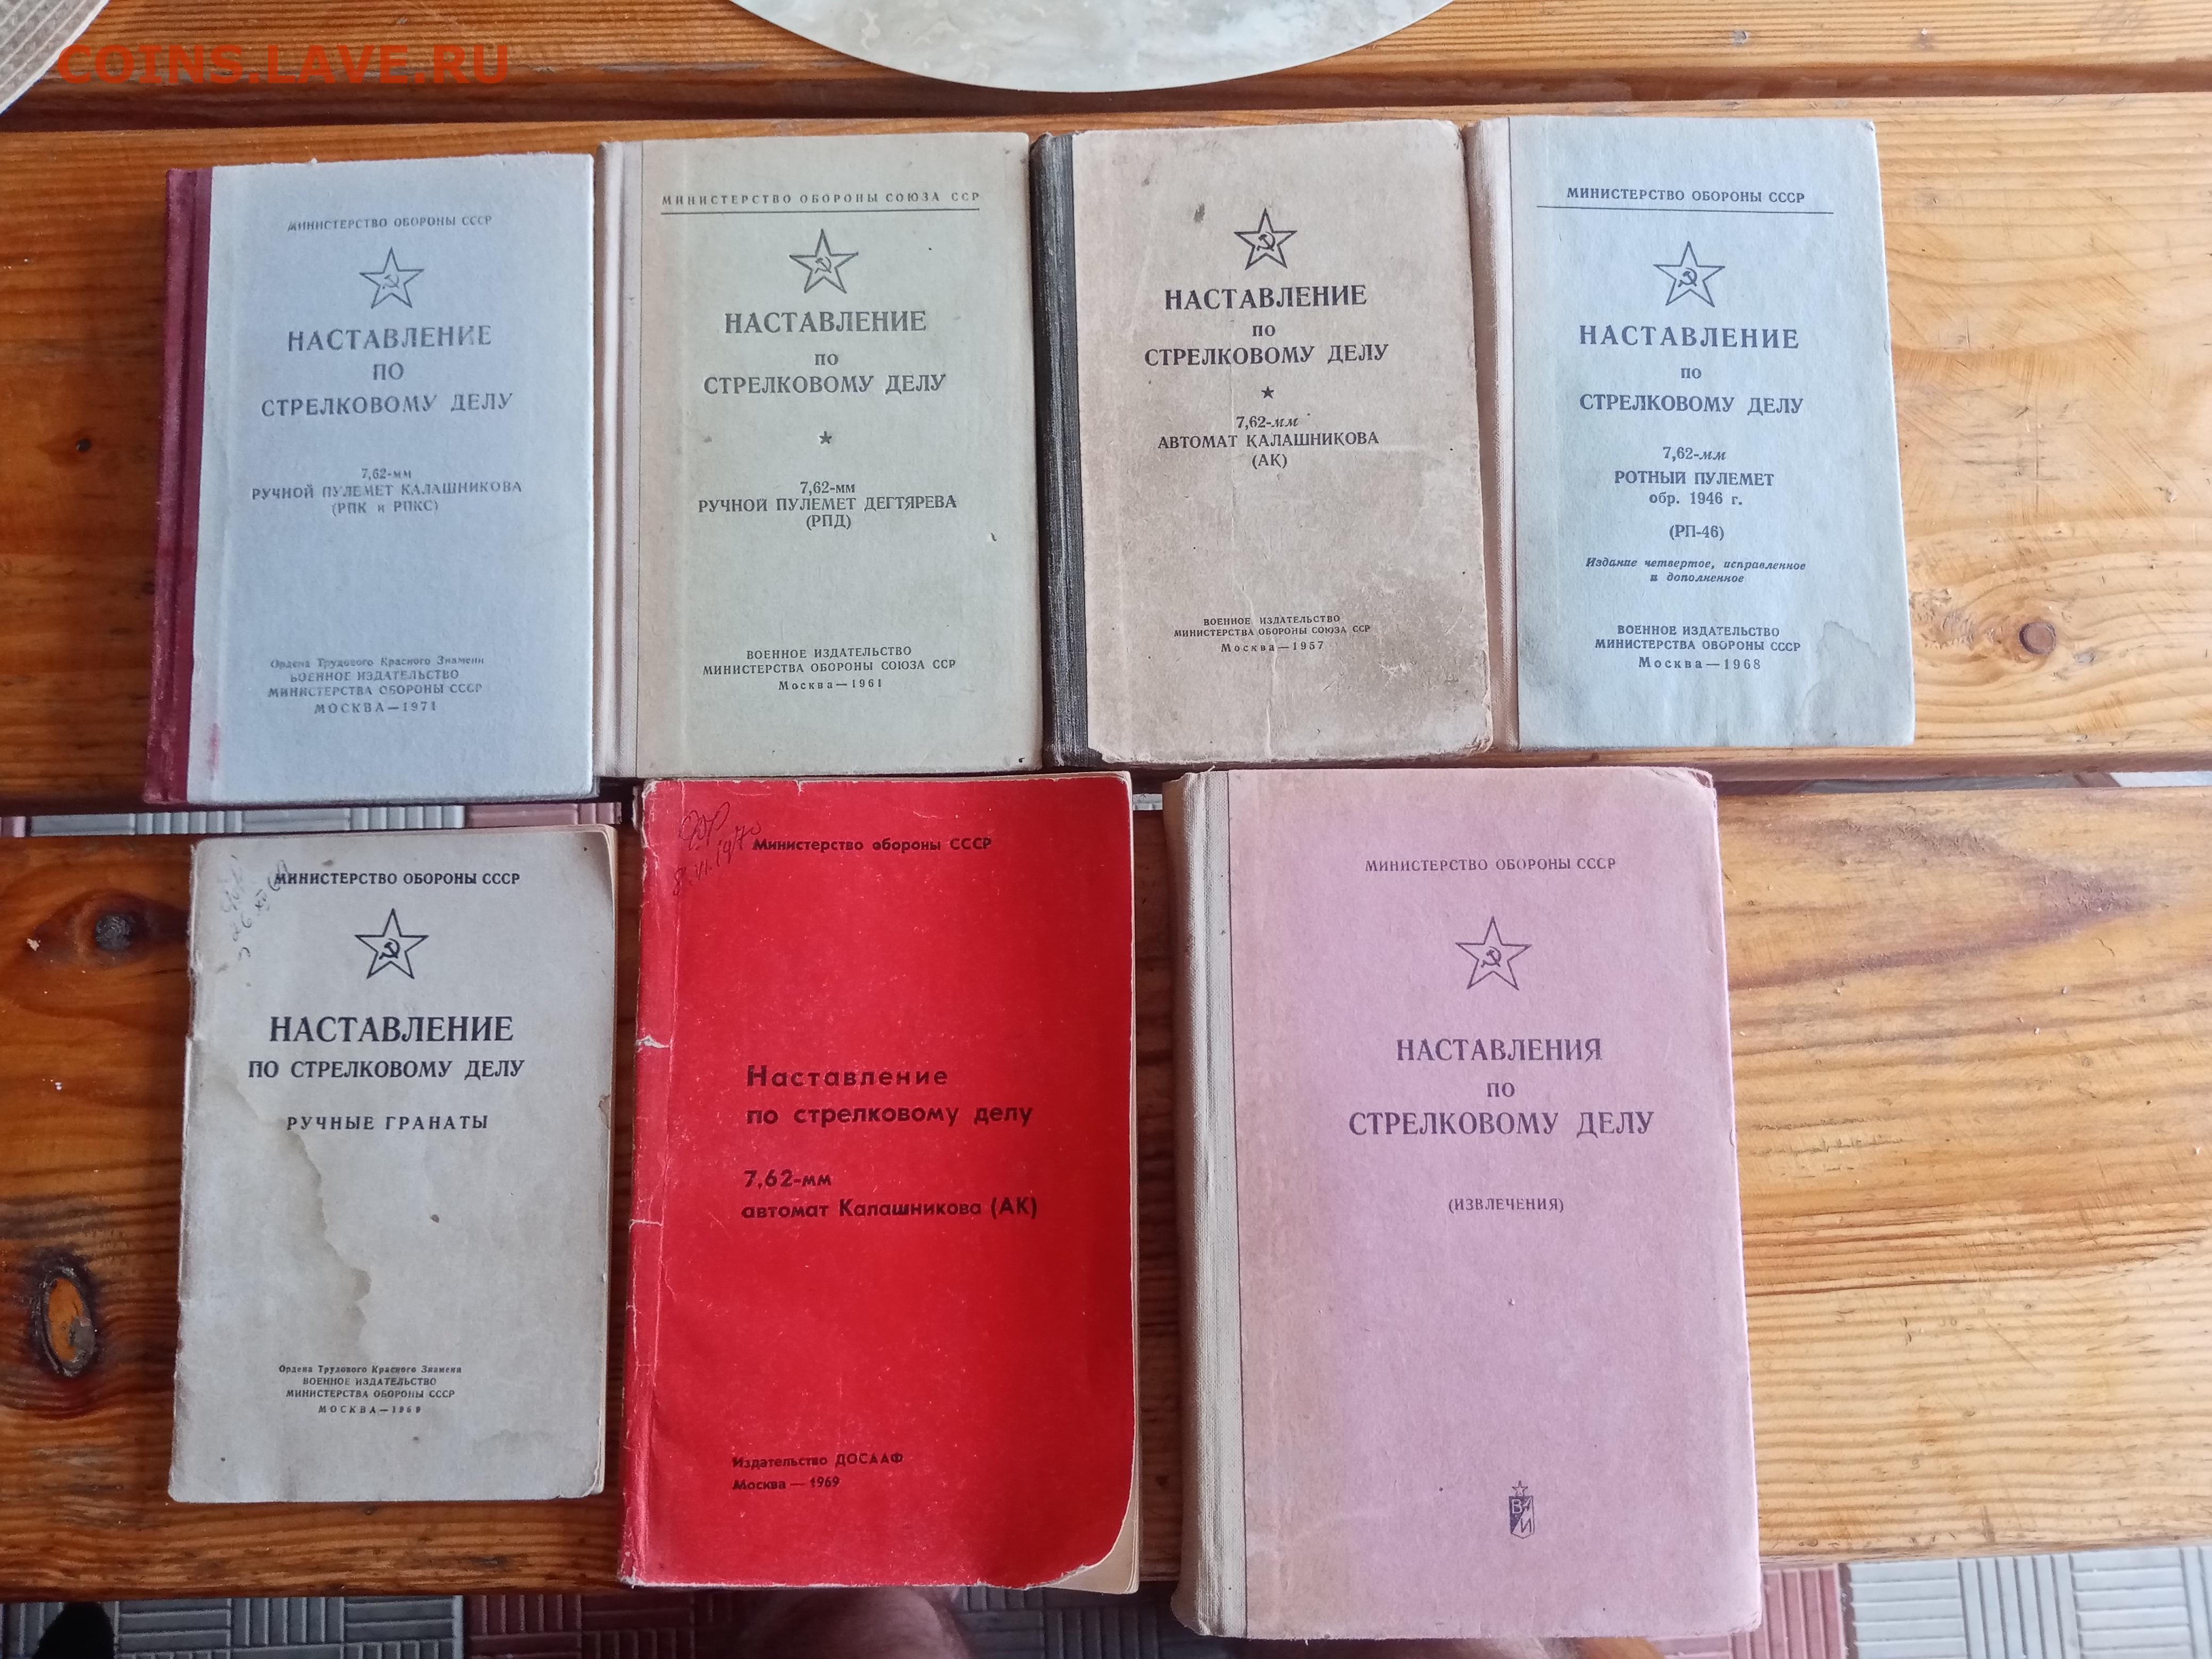 COINS.LAVE.RU
МИНИСТЕРСТВО ОБОРОНЫ СССР
НАСТАВЛЕНИЕ
ПО
СТРЕЛКОВОМУ ДЕЛУ
7,62-мм
РУЧНОЙ ПУЛЕМЕТ КАЛАШНИКОВА
(РПК и РПКС)
Ордена Трудового Красного Знамени
ВОЕННОЕ ИЗДАТЕЛЬСТВО
МИНИСТЕРСТВА ОБОРОНЫ СССР
МОСКВА—1971
МИНИСТЕРСТВО ОБОРОНЫ СОЮЗА ССР
НАСТАВЛЕНИЕ
ПО
СТРЕЛКОВОМУ ДЕЛУ
7,62-мм
РУЧНОЙ ПУЛЕМЕТ ДЕГТЯРЕВА
(РПД)
ВОЕННОЕ ИЗДАТЕЛЬСТВО
МИНИСТЕРСТВА ОБОРОНЫ СОЮЗА ССР
Москва—1961
НАСТАВЛЕНИЕ
ПО
СТРЕЛКОВОМУ ДЕЛУ
7,62-мм
АВТОМАТ КАЛАШНИКОВА
(АК)
ВОЕННОЕ ИЗДАТЕЛЬСТВО
МИНИСТЕРСТВА ОБОРОНЫ СОЮЗА ССР
Москва—1957
МИНИСТЕРСТВО ОБОРОНЫ СССР
НАСТАВЛЕНИЕ
ПО
СТРЕЛКОВОМУ ДЕЛУ
7,62-мм
РОТНЫЙ ПУЛЕМЕТ
обр. 1946 г.
(РП-46)
Издание четвертое, исправленное
и дополненное
ВОЕННОЕ ИЗДАТЕЛЬСТВО
МИНИСТЕРСТВА ОБОРОНЫ СССР
Москва—1968
МИНИСТЕРСТВО ОБОРОНЫ СССР
НАСТАВЛЕНИЕ
ПО СТРЕЛКОВОМУ ДЕЛУ
РУЧНЫЕ ГРАНАТЫ
Ордена Трудового Красного Знамени
ВОЕННОЕ ИЗДАТЕЛЬСТВО
МИНИСТЕРСТВА ОБОРОНЫ СССР
МОСКВА—1969
Министерство обороны СССР
Наставление
по стрелковому делу
7,62-мм
автомат Калашникова (АК)
Издательство ДОСААФ
Москва — 1969
МИНИСТЕРСТВО ОБОРОНЫ СССР
НАСТАВЛЕНИЯ
ПО
СТРЕЛКОВОМУ ДЕЛУ
(ИЗВЛЕЧЕНИЯ)
ВИ